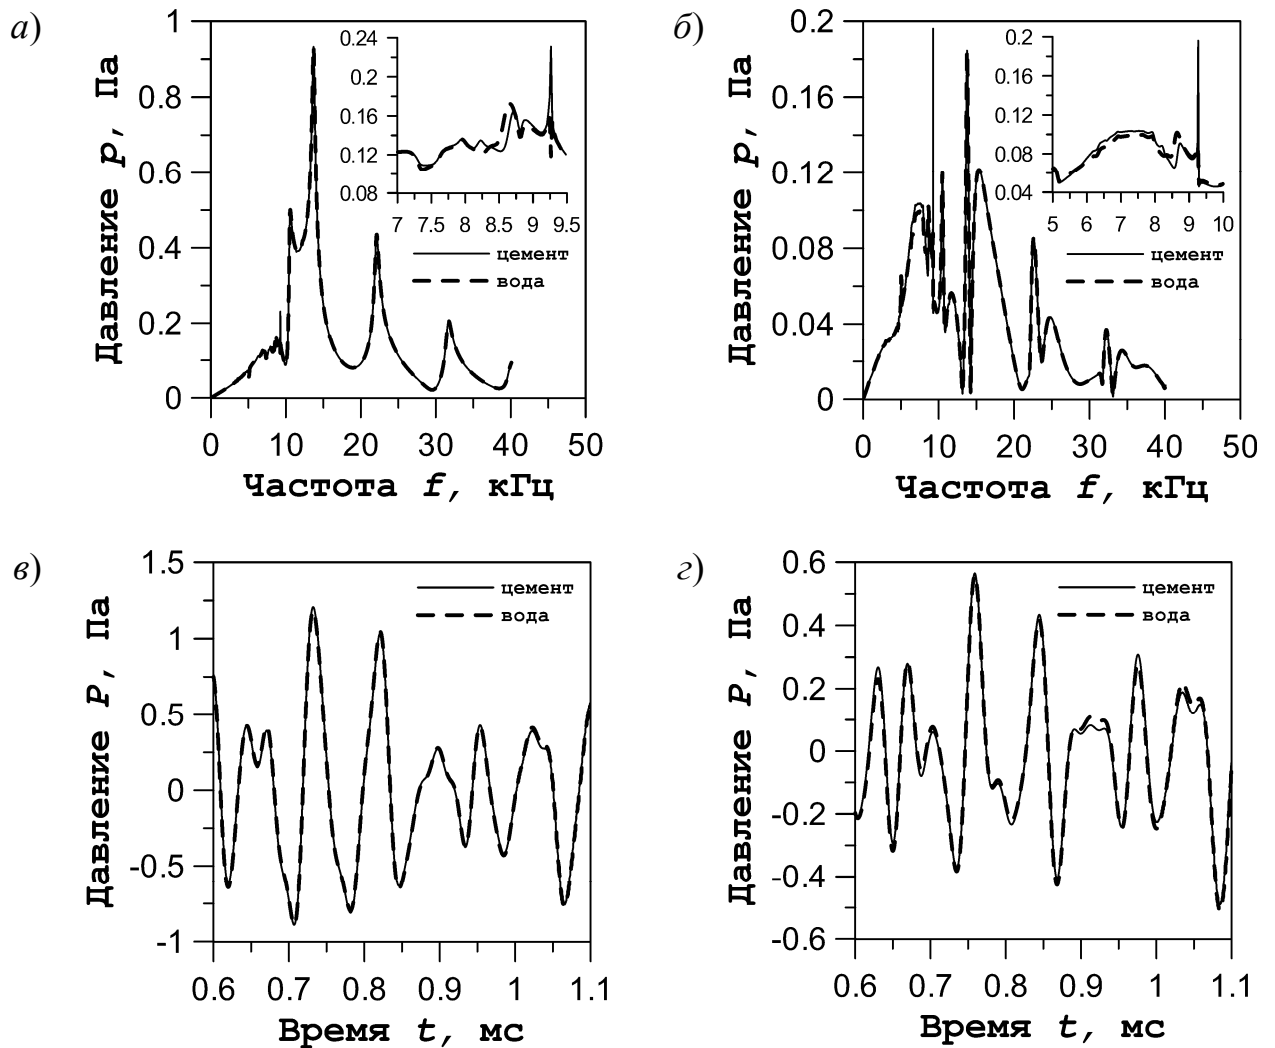 а)
Давление p, Па
1
0.8
0.6
0.4
0.2
0
0 10 20 30 40 50
Частота f, кГц
0.24
0.2
0.16
0.12
0.08
7 7.5 8 8.5 9 9.5
цемент
вода
б)
Давление p, Па
0.2
0.16
0.12
0.08
0.04
0
0 10 20 30 40 50
Частота f, кГц
0.2
0.16
0.12
0.08
0.04
5 6 7 8 9 10
цемент
вода
в)
Давление P, Па
1.5
1
0.5
0
-0.5
-1
0.6 0.7 0.8 0.9 1 1.1
Время t, мс
цемент
вода
г)
Давление P, Па
0.6
0.4
0.2
0
-0.2
-0.4
-0.6
0.6 0.7 0.8 0.9 1 1.1
Время t, мс
цемент
вода